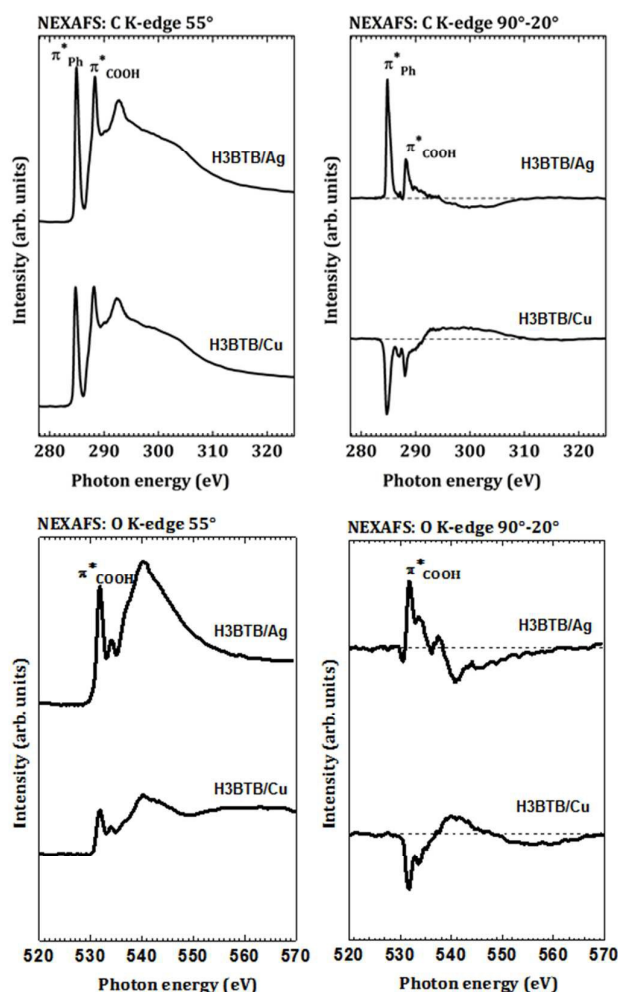 NEXAFS: C K-edge 55°
π*Ph
π*COOH
H3BTB/Ag
H3BTB/Cu
Intensity (arb. units)
280 290 300 310 320
Photon energy (eV)
NEXAFS: C K-edge 90°-20°
π*Ph
π*COOH
H3BTB/Ag
H3BTB/Cu
Intensity (arb. units)
280 290 300 310 320
Photon energy (eV)
NEXAFS: O K-edge 55°
π*COOH
H3BTB/Ag
H3BTB/Cu
Intensity (arb. units)
520 530 540 550 560 570
Photon energy (eV)
NEXAFS: O K-edge 90°-20°
π*COOH
H3BTB/Ag
H3BTB/Cu
Intensity (arb. units)
520 530 540 550 560 570
Photon energy (eV)